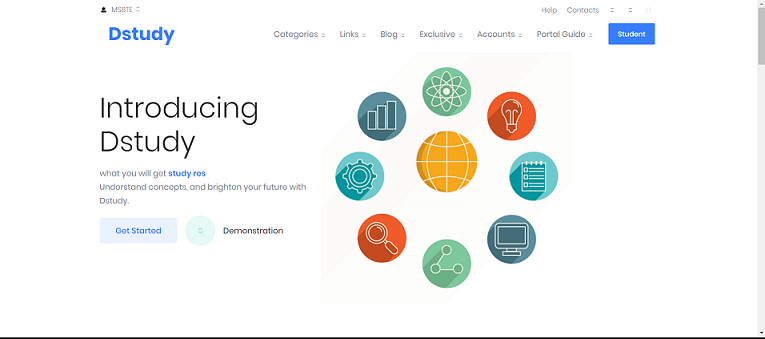 MSBTE
Help Contacts
Dstudy
Categories Links Blog Exclusive Accounts Portal Guide Student
Introducing
Dstudy
what you will get study res
Understand concepts, and brighten your future with
Dstudy.
Get Started Demonstration